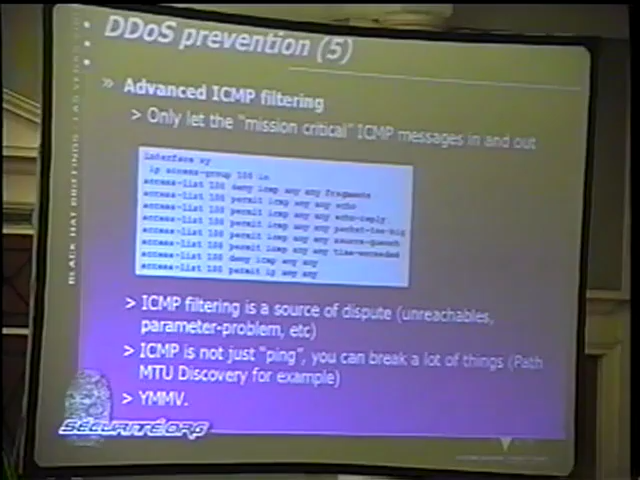 DDoS prevention (5)
» Advanced ICMP filtering
> Only let the "mission critical" ICMP messages in and out
interface xy
ip access-group 100 in
access-list 100 deny icmp any any fragments
access-list 100 permit icmp any any echo
access-list 100 permit icmp any any echo-reply
access-list 100 permit icmp any any packet-too-big
access-list 100 permit icmp any any source-quench
access-list 100 permit icmp any any time-exceeded
access-list 100 deny icmp any any
access-list 100 permit ip any any
> ICMP filtering is a source of dispute (unreachables,
parameter-problem, etc)
> ICMP is not just "ping", you can break a lot of things (Path
MTU Discovery for example)
> YMMV.
SÉCURITÉ.ORG
BLACK HAT BRIEFINGS - LAS VEGAS